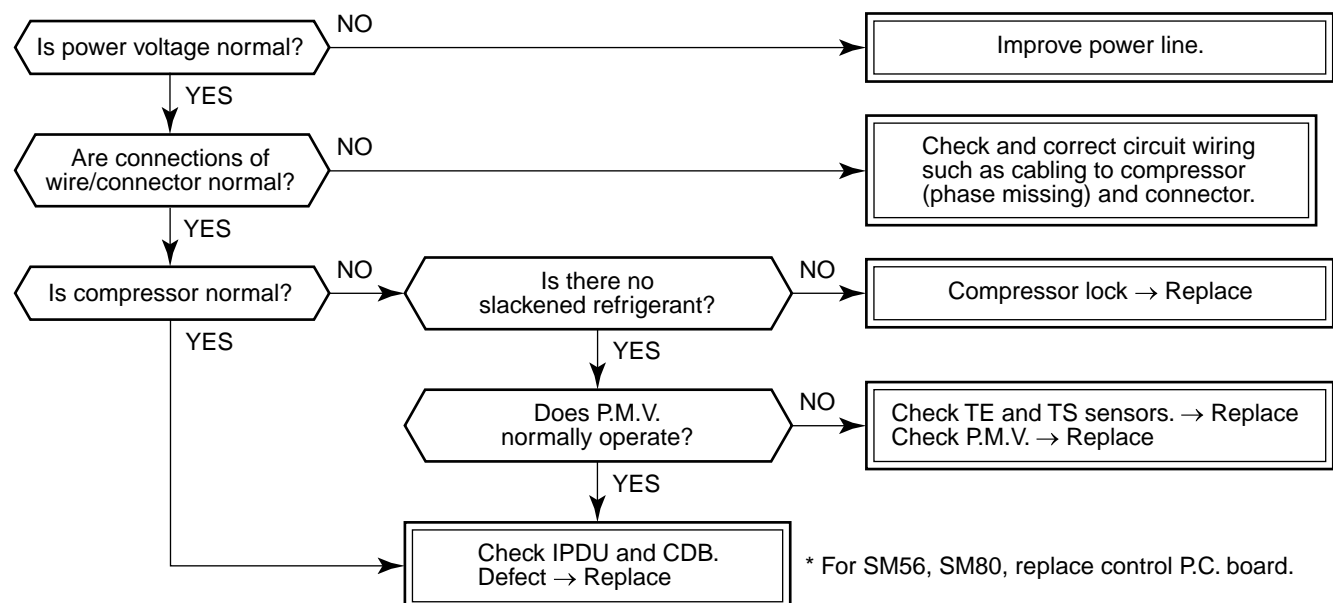 Is power voltage normal?
NO
Improve power line.
YES
Are connections of
wire/connector normal?
NO
Check and correct circuit wiring
such as cabling to compressor
(phase missing) and connector.
YES
Is compressor normal?
NO
Is there no
slackened refrigerant?
NO
Compressor lock → Replace
YES
YES
Does P.M.V.
normally operate?
NO
Check TE and TS sensors. → Replace
Check P.M.V. → Replace
YES
Check IPDU and CDB.
Defect → Replace
* For SM56, SM80, replace control P.C. board.